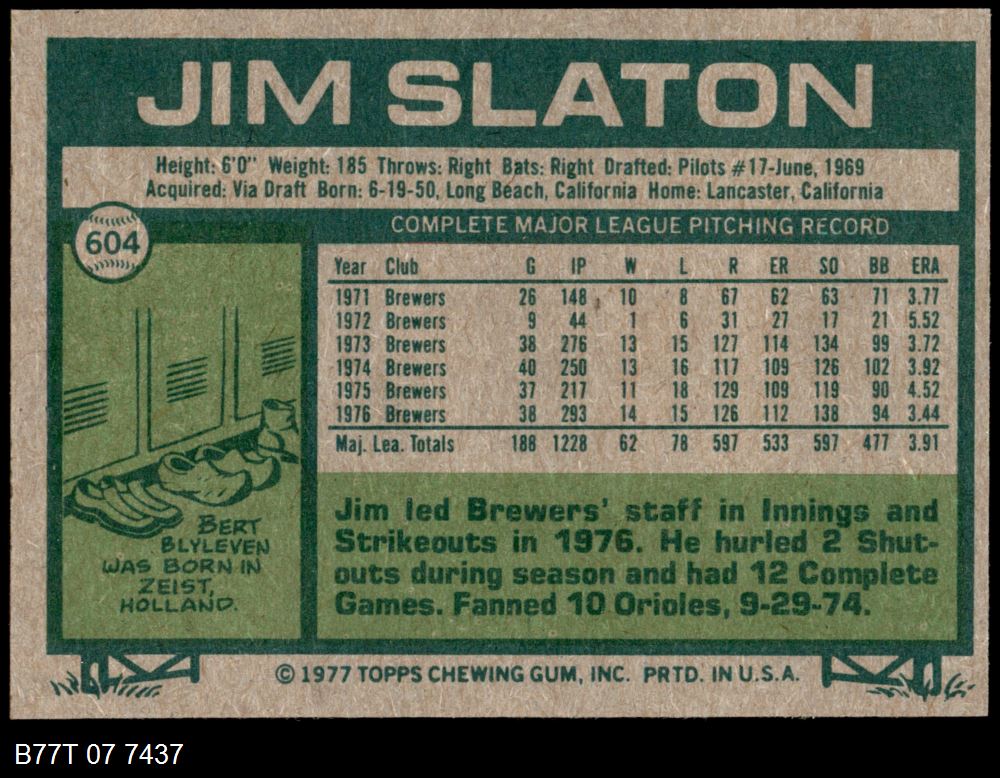 JIM SLATON
Height: 6'0" Weight: 185 Throws: Right Bats: Right Drafted: Pilots #17-June, 1969
Acquired: Via Draft Born: 6-19-50, Long Beach, California Home: Lancaster, California
604
COMPLETE MAJOR LEAGUE PITCHING RECORD
Year Club G IP W L R ER SO BB ERA
1971 Brewers 26 148 10 8 67 62 63 71 3.77
1972 Brewers 9 44 1 6 31 27 17 21 5.52
1973 Brewers 38 276 13 15 127 114 134 99 3.72
1974 Brewers 40 250 13 16 117 109 126 102 3.92
1975 Brewers 37 217 11 18 129 109 119 90 4.52
1976 Brewers 38 293 14 15 126 112 138 94 3.44
Maj. Lea. Totals 188 1228 62 78 597 533 597 477 3.91
BERT
BLYLEVEN
WAS BORN IN
ZEIST,
HOLLAND.
Jim led Brewers' staff in Innings and
Strikeouts in 1976. He hurled 2 Shut-
outs during season and had 12 Complete
Games. Fanned 10 Orioles, 9-29-74.
© 1977 TOPPS CHEWING GUM, INC. PRTD. IN U.S.A.
B77T 07 7437